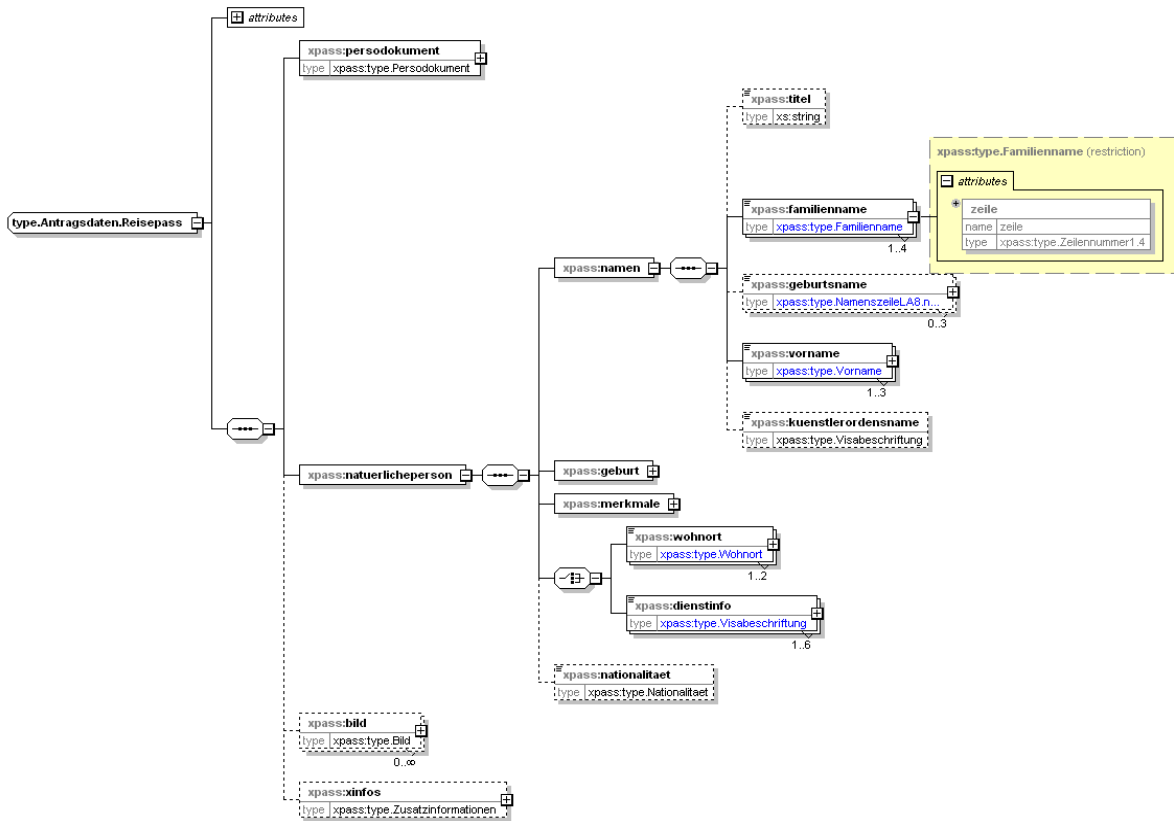 attributes
xpass:persodokument
type xpass:type.Persodokument
xpass:titel
type xs:string
xpass:type.Familienname (restriction)
attributes
type.Antragsdaten.Reisepass
xpass:familienname
type xpass:type.Familienname
1..4
zeile
name zeile
type xpass:type.Zeilennummer1.4
xpass:namen
xpass:geburtsname
type xpass:type.NamenszeileLA8.n...
0..3
xpass:vorname
type xpass:type.Vorname
1..3
xpass:kuenstlerordensname
type xpass:type.Visabeschriftung
xpass:natuerlicheperson
xpass:geburt
xpass:merkmale
xpass:wohnort
type xpass:type.Wohnort
1..2
xpass:dienstinfo
type xpass:type.Visabeschriftung
1..6
xpass:nationalitaet
type xpass:type.Nationalitaet
xpass:bild
type xpass:type.Bild
0..∞
xpass:xinfos
type xpass:type.Zusatzinformationen